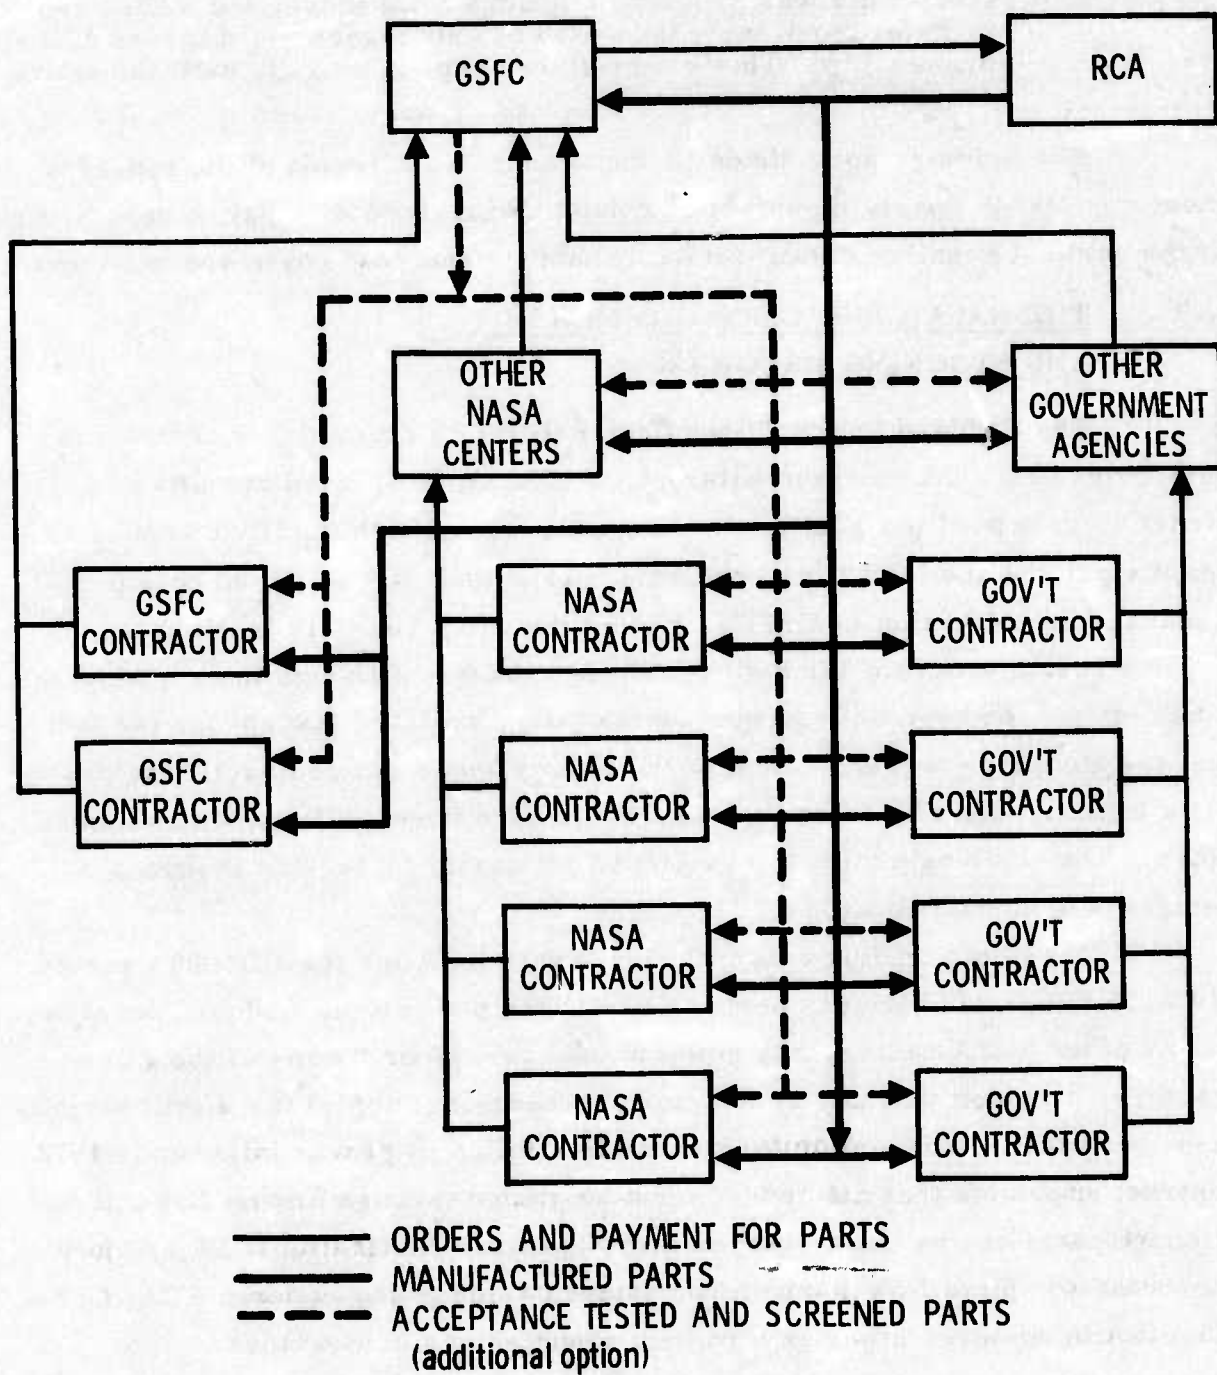 GSFC
RCA
OTHER
NASA
CENTERS
OTHER
GOVERNMENT
AGENCIES
GSFC
CONTRACTOR
NASA
CONTRACTOR
GOV'T
CONTRACTOR
GSFC
CONTRACTOR
NASA
CONTRACTOR
GOV'T
CONTRACTOR
NASA
CONTRACTOR
GOV'T
CONTRACTOR
NASA
CONTRACTOR
GOV'T
CONTRACTOR
ORDERS AND PAYMENT FOR PARTS
MANUFACTURED PARTS
ACCEPTANCE TESTED AND SCREENED PARTS
(additional option)